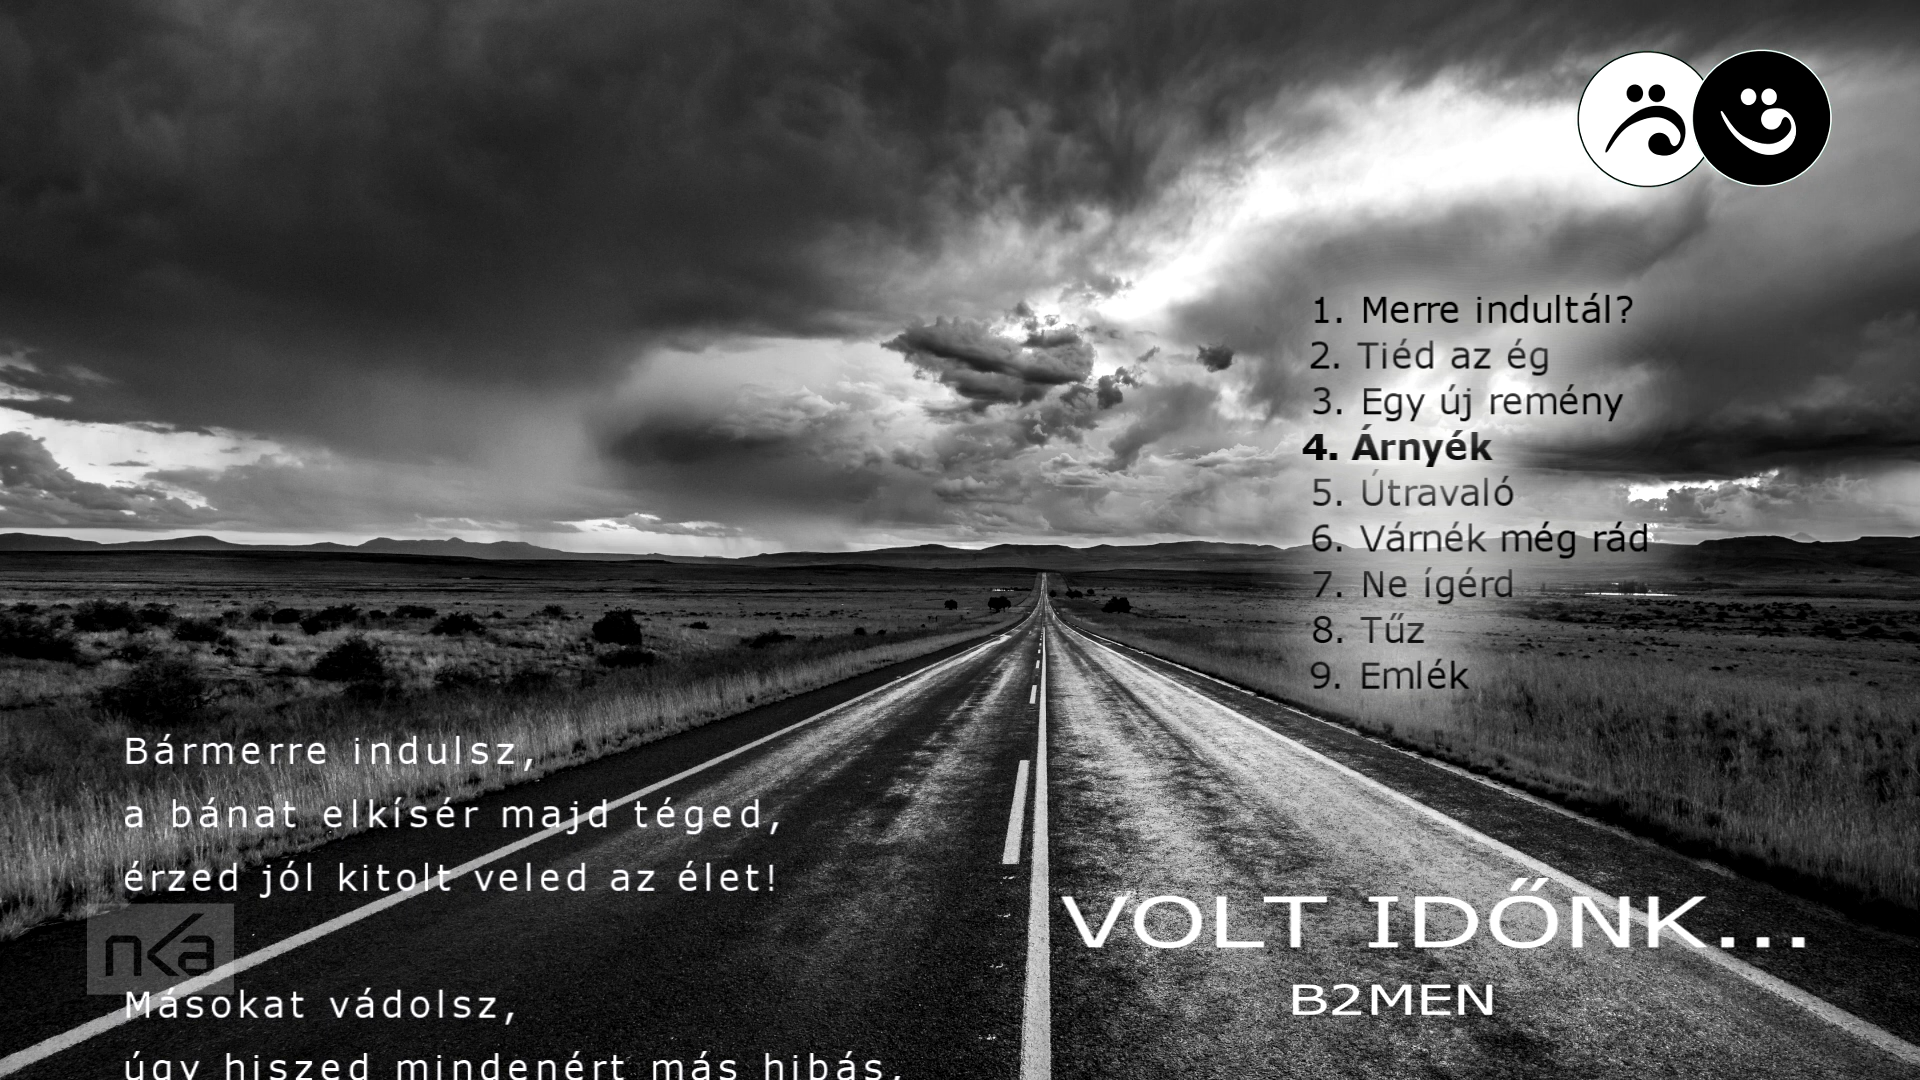 1. Merre indultál?
2. Tiéd az ég
3. Egy új remény
4. Árnyék
5. Útravaló
6. Várnék még rád
7. Ne ígérd
8. Tűz
9. Emlék
Bármerre indulsz,
a bánat elkísér majd téged,
érzed jól kitolt veled az élet!
nka
Másokat vádolsz,
úgy hiszed mindenért más hibás,
VOLT IDŐNK...
B2MEN